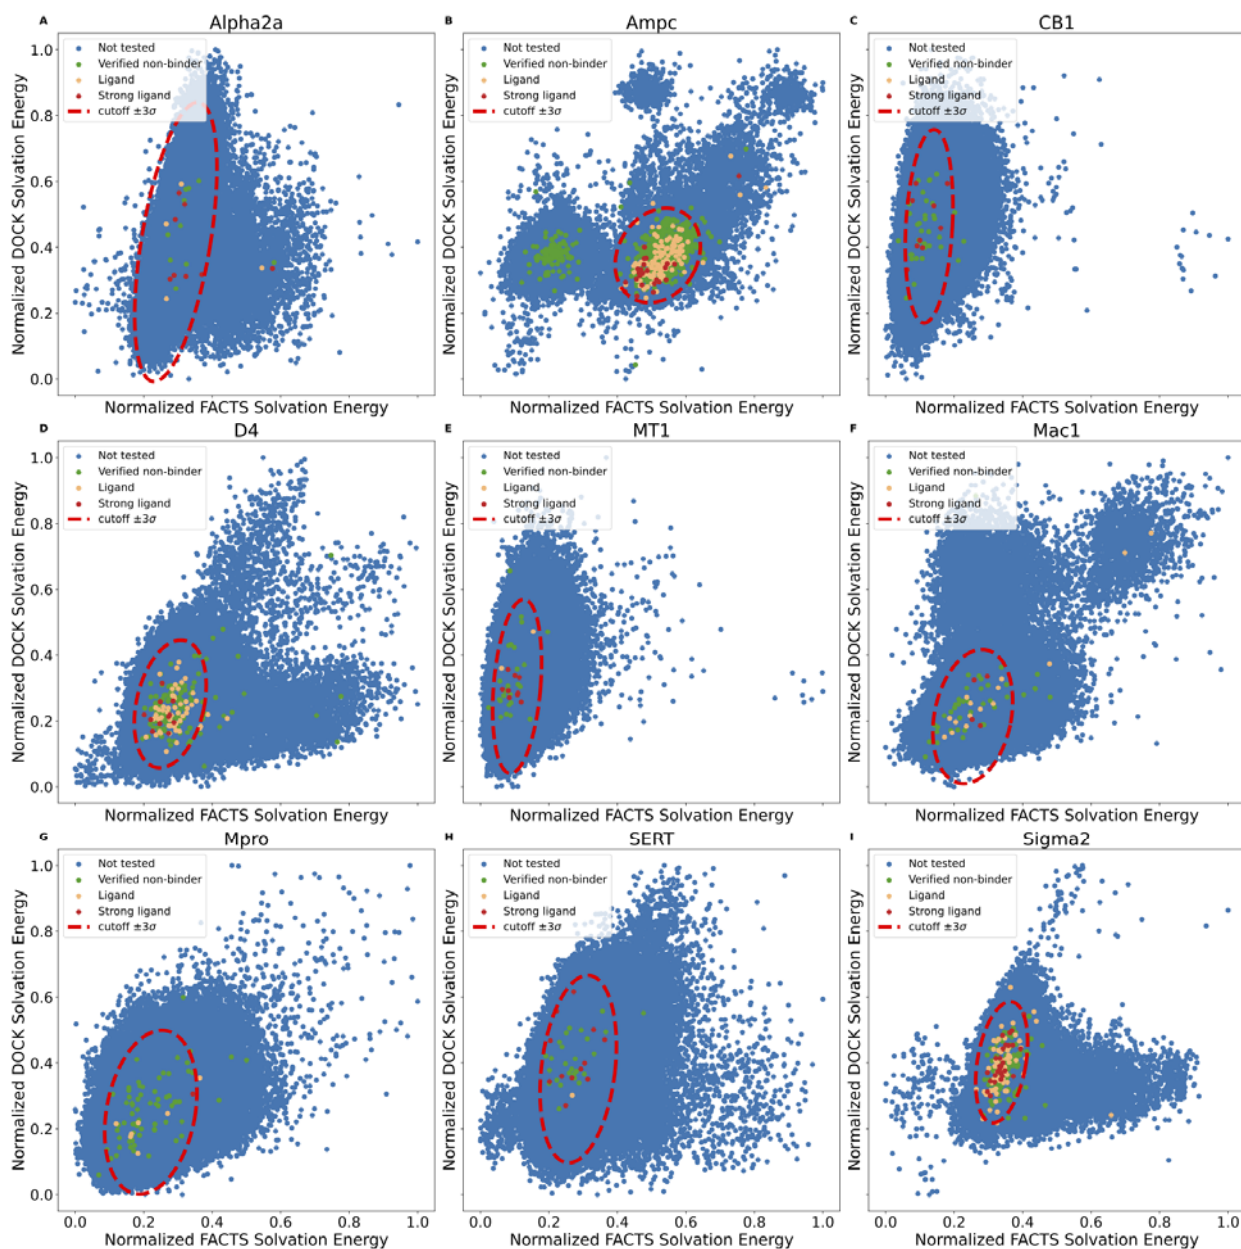 A Alpha2a
Not tested
Verified non-binder
Ligand
Strong ligand
cutoff ±3σ
1.0
0.8
0.6
0.4
0.2
0.0
Normalized DOCK Solvation Energy
Normalized FACTS Solvation Energy
B Ampc
Not tested
Verified non-binder
Ligand
Strong ligand
cutoff ±3σ
Normalized DOCK Solvation Energy
Normalized FACTS Solvation Energy
C CB1
Not tested
Verified non-binder
Ligand
Strong ligand
cutoff ±3σ
Normalized DOCK Solvation Energy
Normalized FACTS Solvation Energy
D D4
Not tested
Verified non-binder
Ligand
Strong ligand
cutoff ±3σ
1.0
0.8
0.6
0.4
0.2
0.0
Normalized DOCK Solvation Energy
Normalized FACTS Solvation Energy
E MT1
Not tested
Verified non-binder
Ligand
Strong ligand
cutoff ±3σ
Normalized DOCK Solvation Energy
Normalized FACTS Solvation Energy
F Mac1
Not tested
Verified non-binder
Ligand
Strong ligand
cutoff ±3σ
Normalized DOCK Solvation Energy
Normalized FACTS Solvation Energy
G Mpro
Not tested
Verified non-binder
Ligand
Strong ligand
cutoff ±3σ
1.0
0.8
0.6
0.4
0.2
0.0
Normalized DOCK Solvation Energy
0.0 0.2 0.4 0.6 0.8 1.0
Normalized FACTS Solvation Energy
H SERT
Not tested
Verified non-binder
Ligand
Strong ligand
cutoff ±3σ
Normalized DOCK Solvation Energy
0.0 0.2 0.4 0.6 0.8 1.0
Normalized FACTS Solvation Energy
I Sigma2
Not tested
Verified non-binder
Ligand
Strong ligand
cutoff ±3σ
Normalized DOCK Solvation Energy
0.0 0.2 0.4 0.6 0.8 1.0
Normalized FACTS Solvation Energy